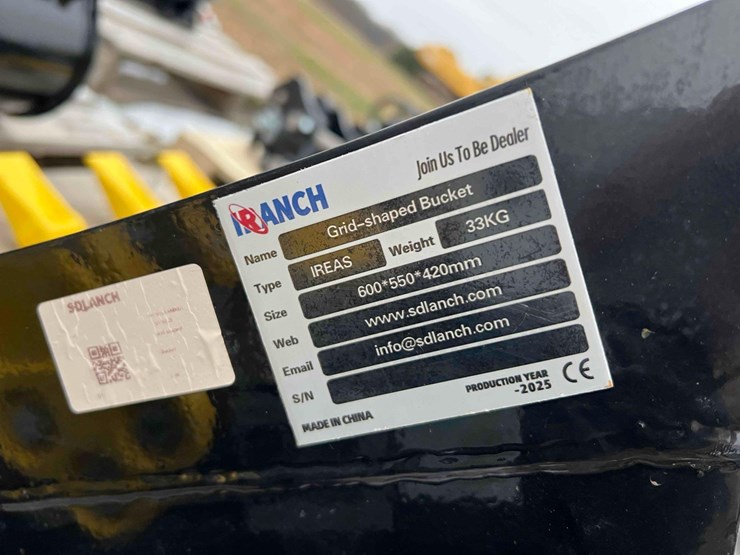 IRANCH
Join Us To Be Dealer
Name Grid-shaped Bucket
Type IREAS Weight 33KG
Size 600*550*420mm
Web www.sdlanch.com
Email info@sdlanch.com
S/N
PRODUCTION YEAR
-2025
CE
MADE IN CHINA
SDLANCH